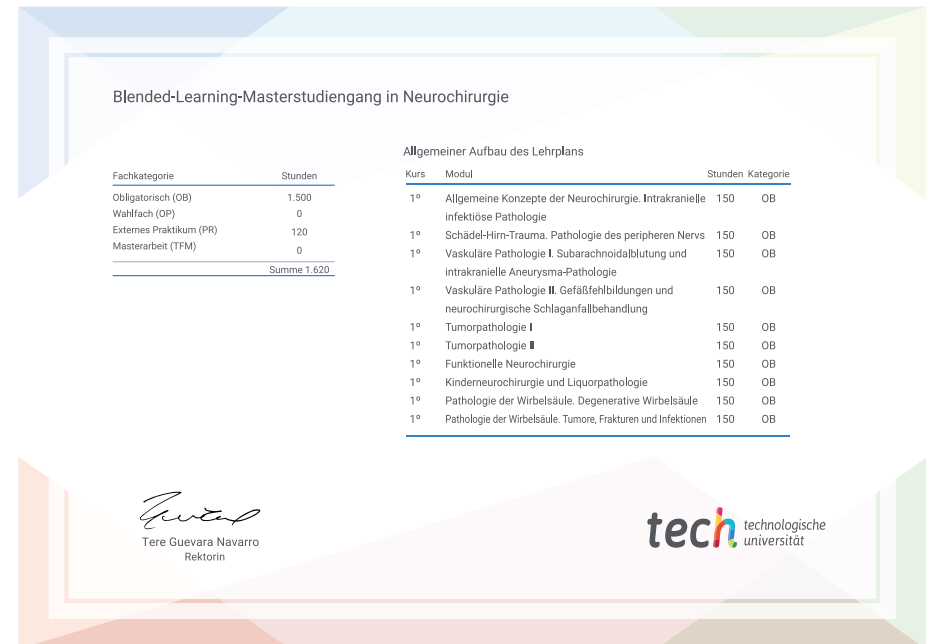 Blended-Learning-Masterstudiengang in Neurochirurgie
Fachkategorie Stunden
Obligatorisch (OB) 1.500
Wahlfach (OP) 0
Externes Praktikum (PR) 120
Masterarbeit (TFM) 0
Summe 1.620
Allgemeiner Aufbau des Lehrplans
Kurs Modul Stunden Kategorie
1º Allgemeine Konzepte der Neurochirurgie. Intrakranielle 150 OB
infektiöse Pathologie
1º Schädel-Hirn-Trauma. Pathologie des peripheren Nervs 150 OB
1º Vaskuläre Pathologie I. Subarachnoidalblutung und 150 OB
intrakranielle Aneurysma-Pathologie
1º Vaskuläre Pathologie II. Gefäßfehlbildungen und 150 OB
neurochirurgische Schlaganfallbehandlung
1º Tumorpathologie I 150 OB
1º Tumorpathologie II 150 OB
1º Funktionelle Neurochirurgie 150 OB
1º Kinderneurochirurgie und Liquorpathologie 150 OB
1º Pathologie der Wirbelsäule. Degenerative Wirbelsäule 150 OB
1º Pathologie der Wirbelsäule. Tumore, Frakturen und Infektionen 150 OB
Tere Guevara Navarro
Rektorin
tech technologische
universität